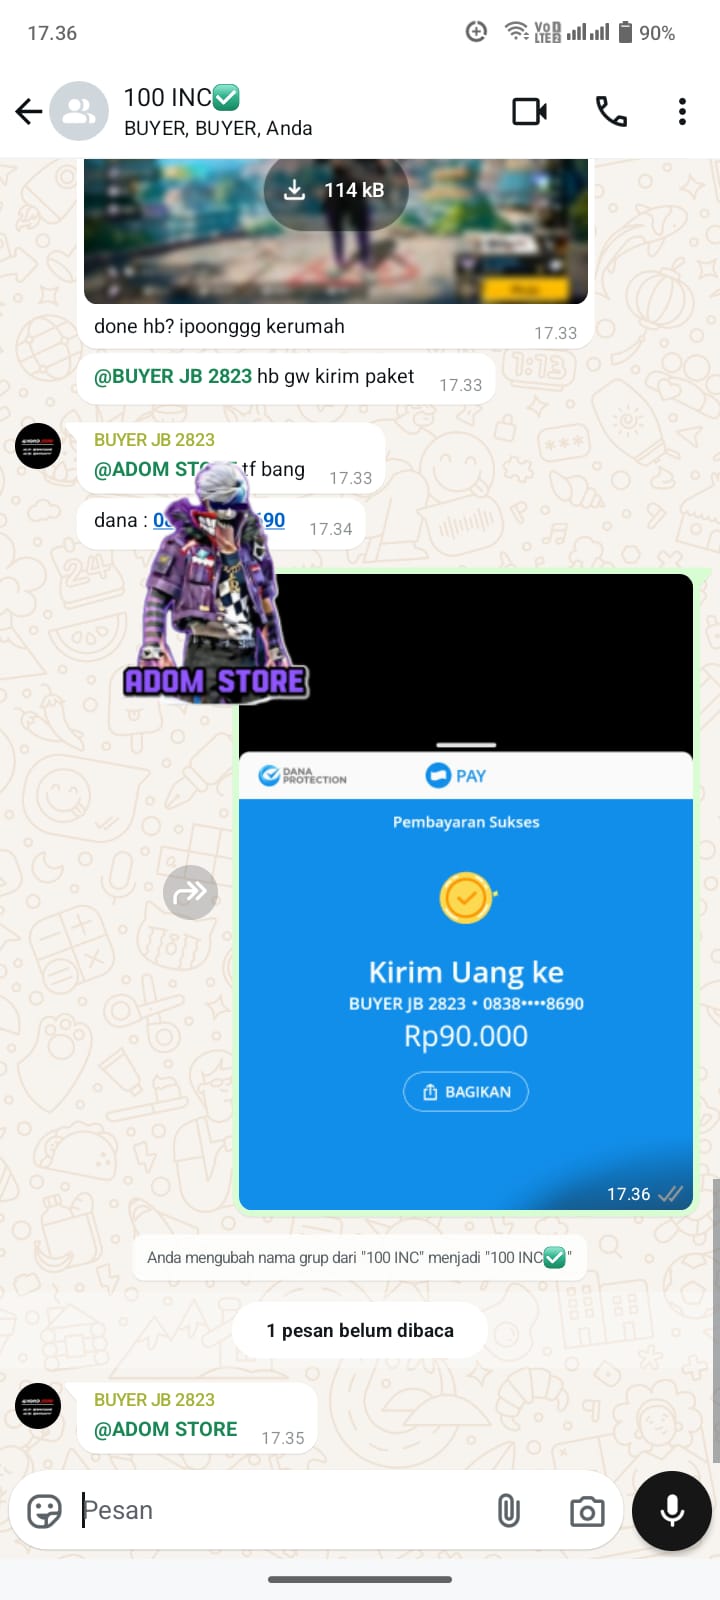 17.36
Vo 1
LTE 2
90%
100 INC✅
BUYER, BUYER, Anda
114 kB
done hb? ipoonggg kerumah
17.33
@BUYER JB 2823 hb gw kirim paket
17.33
BUYER JB 2823
@ADOM tf bang
17.33
dana : 90
17.34
ADOM STORE
DANA
PROTECTION
PAY
Pembayaran Sukses
Kirim Uang ke
BUYER JB 2823 • 0838••••8690
Rp90.000
BAGIKAN
17.36
Anda mengubah nama grup dari "100 INC" menjadi "100 INC✅"
1 pesan belum dibaca
BUYER JB 2823
@ADOM STORE
17.35
Pesan